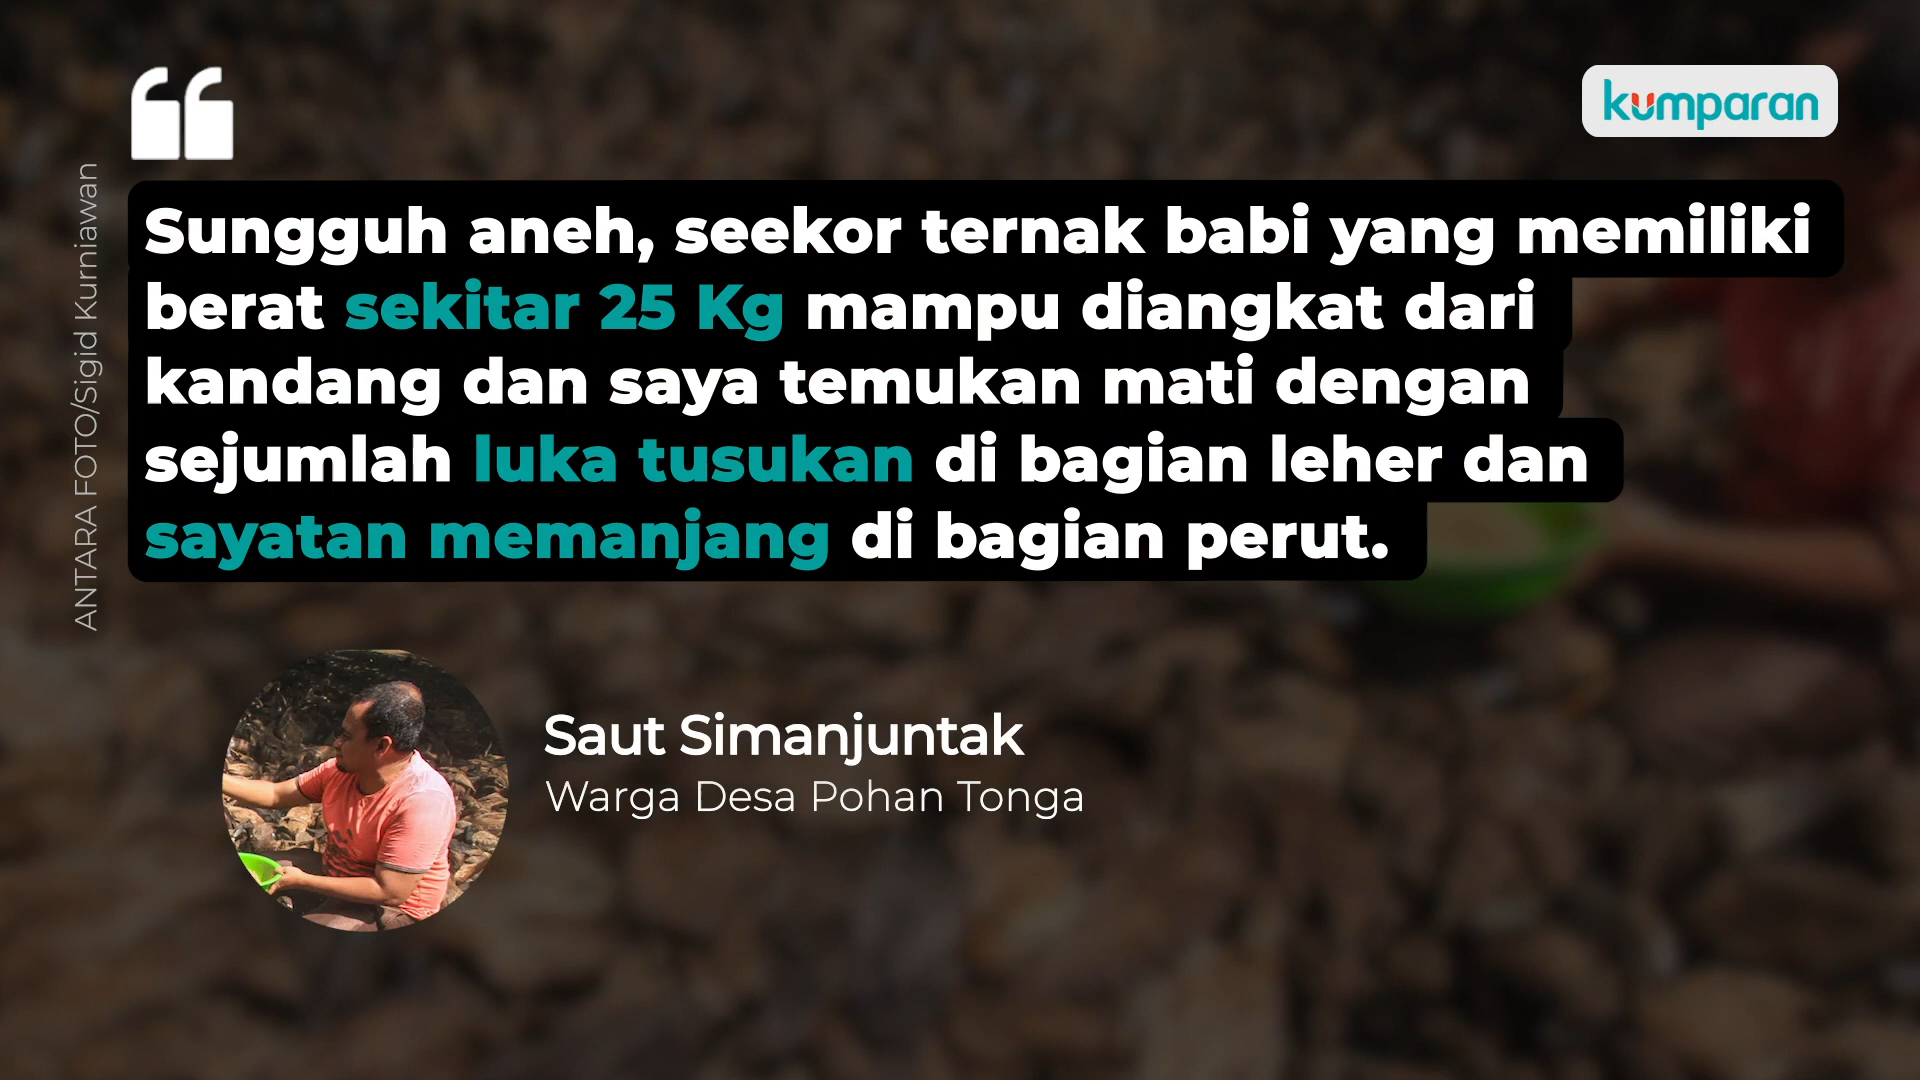 kumparan
Sungguh aneh, seekor ternak babi yang memiliki
berat sekitar 25 Kg mampu diangkat dari
kandang dan saya temukan mati dengan
sejumlah luka tusukan di bagian leher dan
sayatan memanjang di bagian perut.
ANTARA FOTO/Sigid Kurniawan
Saut Simanjuntak
Warga Desa Pohan Tonga